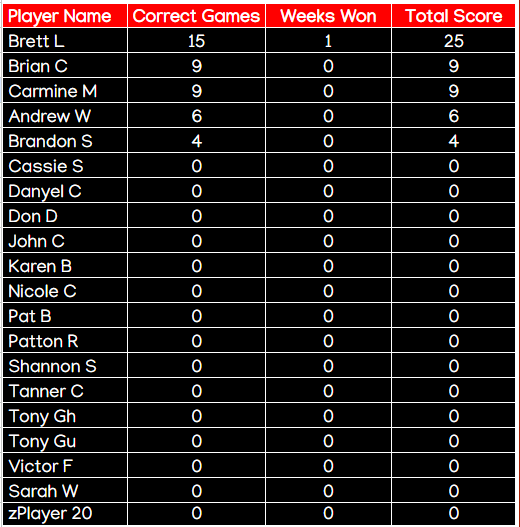 Player Name Correct Games Weeks Won Total Score
Brett L 15 1 25
Brian C 9 0 9
Carmine M 9 0 9
Andrew W 6 0 6
Brandon S 4 0 4
Cassie S 0 0 0
Danyel C 0 0 0
Don D 0 0 0
John C 0 0 0
Karen B 0 0 0
Nicole C 0 0 0
Pat B 0 0 0
Patton R 0 0 0
Shannon S 0 0 0
Tanner C 0 0 0
Tony Gh 0 0 0
Tony Gu 0 0 0
Victor F 0 0 0
Sarah W 0 0 0
zPlayer 20 0 0 0